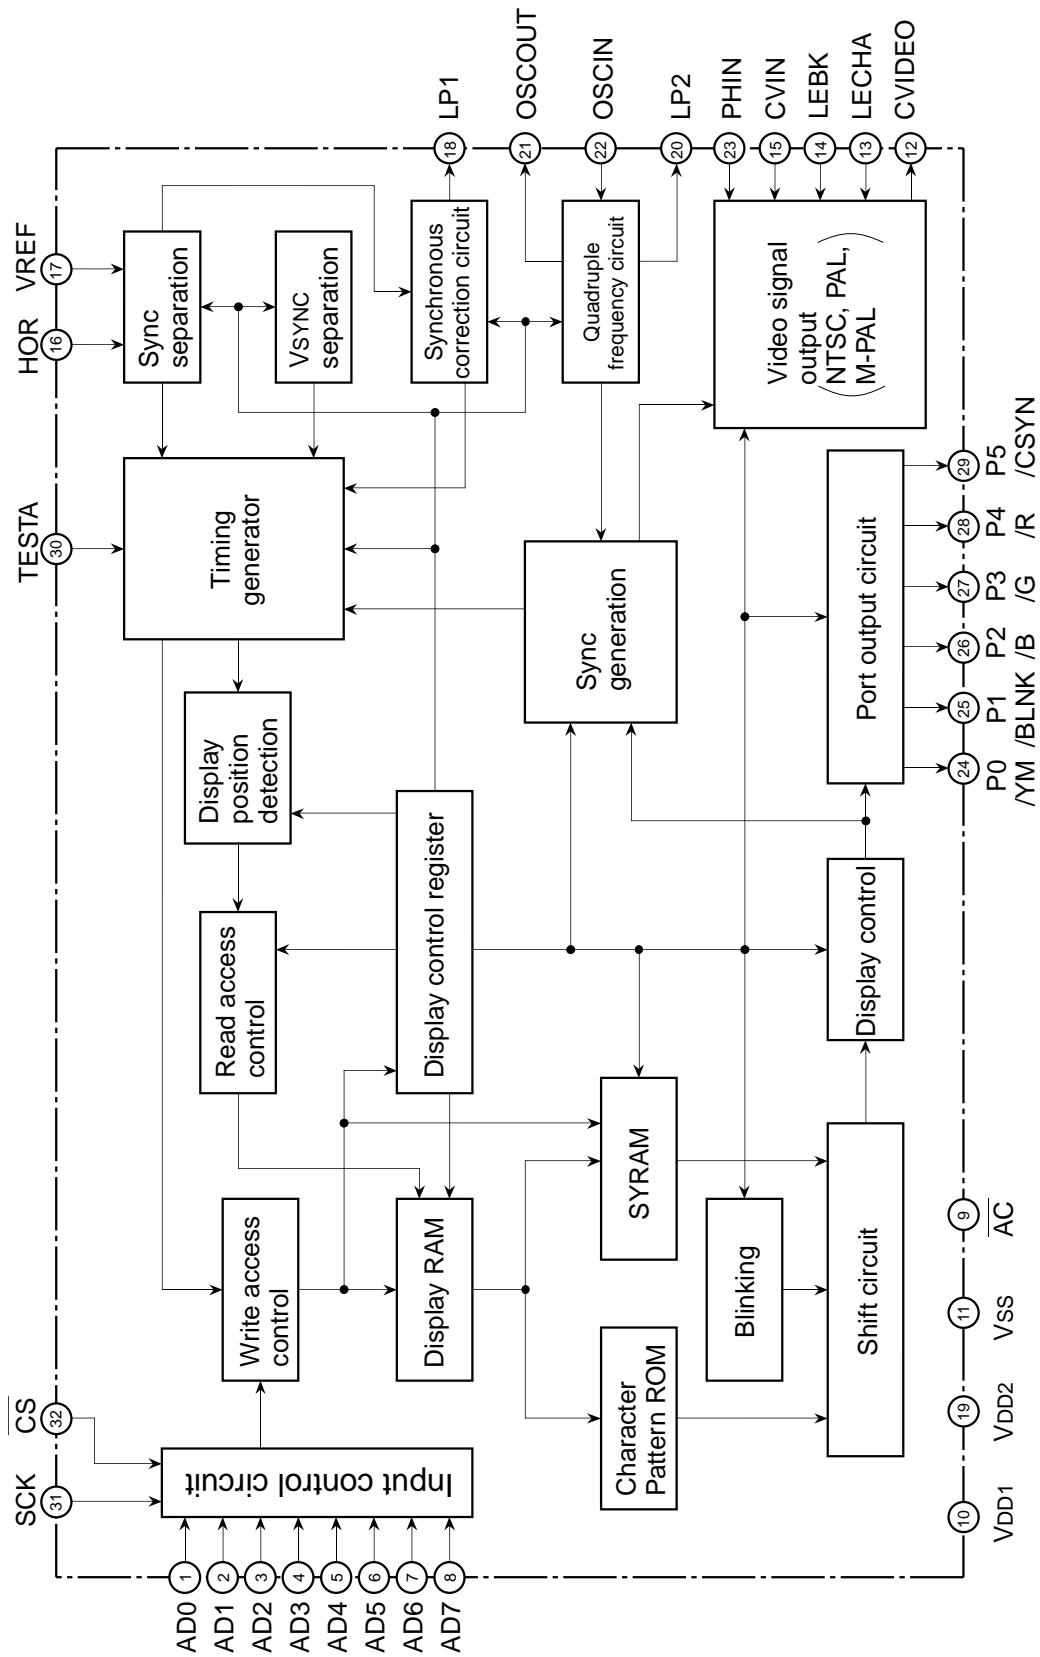 SCK
31
CS
32
TESTA
30
HOR
16
VREF
17
AD0
1
AD1
2
AD2
3
AD3
4
AD4
5
AD5
6
AD6
7
AD7
8
Input control circuit
Write access
control
Read access
control
Display
position
detection
Timing
generator
Sync
separation
VSYNC
separation
Display RAM
Display control register
Synchronous
correction circuit
Character
Pattern ROM
SYRAM
Sync
generation
Quadruple
frequency circuit
Blinking
Video signal
output
(NTSC, PAL,
M-PAL)
Shift circuit
Display control
Port output circuit
18
LP1
21
OSCOUT
22
OSCIN
20
LP2
23
PHIN
15
CVIN
14
LEBK
13
LECHA
12
CVIDEO
10
VDD1
19
VDD2
11
VSS
9
AC
24
P0
/YM
25
P1
/BLNK
26
P2
/B
27
P3
/G
28
P4
/R
29
P5
/CSYN